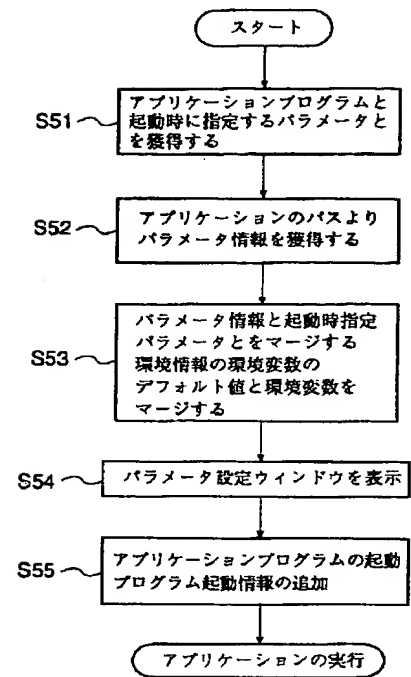 スタート
S51
アプリケーションプログラムと
起動時に指定するパラメータと
を獲得する
S52
アプリケーションのパスより
パラメータ情報を獲得する
S53
パラメータ情報と起動時指定
パラメータとをマージする
環境情報の環境変数の
デフォルト値と環境変数を
マージする
S54
パラメータ設定ウィンドウを表示
S55
アプリケーションプログラムの起動
プログラム起動情報の追加
アプリケーションの実行